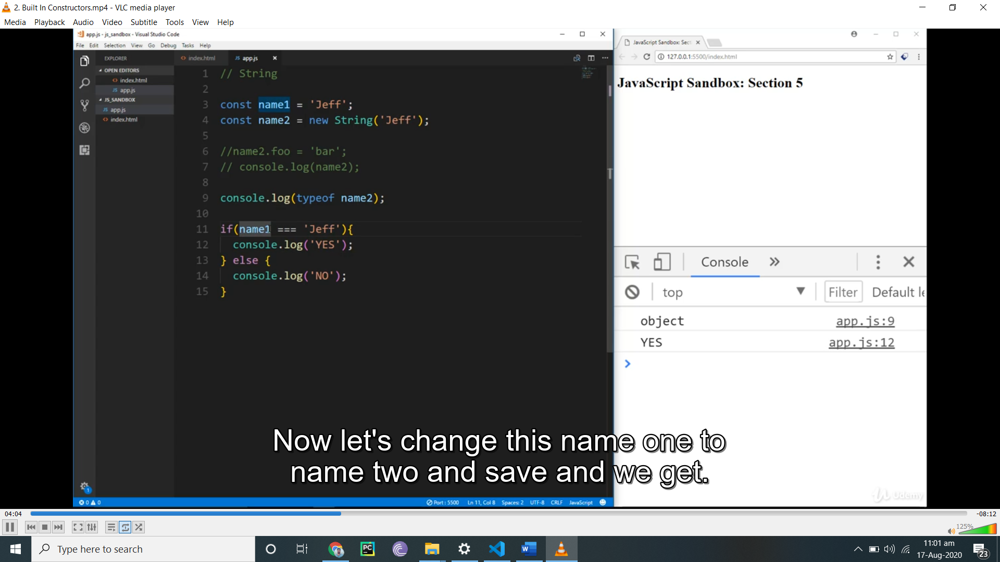 2. Built In Constructors.mp4 - VLC media player
Media Playback Audio Video Subtitle Tools View Help
app.js - js_sandbox - Visual Studio Code
File Edit Selection View Go Debug Tasks Help
EXPLORER
OPEN EDITORS
index.html
JS app.js
JS_SANDBOX
JS app.js
index.html
index.html JS app.js
1 // String
2
3 const name1 = 'Jeff';
4 const name2 = new String('Jeff');
5
6 //name2.foo = 'bar';
7 // console.log(name2);
8
9 console.log(typeof name2);
10
11 if(name1 === 'Jeff'){
12 console.log('YES');
13 } else {
14 console.log('NO');
15 }
1
0 0 Port : 5500 Ln 11, Col 8 Spaces: 2 UTF-8 CRLF JavaScript
JavaScript Sandbox: Sect
127.0.0.1:5500/index.html
JavaScript Sandbox: Section 5
Console
top Filter Default le
object app.js:9
YES app.js:12
Now let's change this name one to
name two and save and we get.
Udemy
04:04 -08:12
125%
Type here to search
PC
W
11:01 am
17-Aug-2020
23